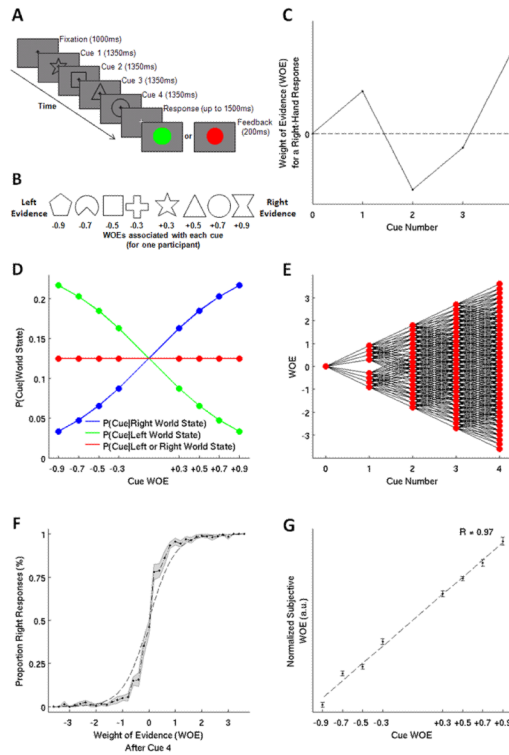 A
Fixation (1000ms)
Cue 1 (1350ms)
Cue 2 (1350ms)
Cue 3 (1350ms)
Cue 4 (1350ms)
Response (up to 1500ms)
Time
or
Feedback
(200ms)
B
Left
Evidence
Right
Evidence
-0.9 -0.7 -0.5 -0.3 +0.3 +0.5 +0.7 +0.9
WOEs associated with each cue
(for one participant)
C
Weight of Evidence (WOE)
for a Right-Hand Response
0
0 1 2 3
Cue Number
D
P(Cue|World State)
0.2
0.15
0.1
0.05
0
P(Cue|Right World State)
P(Cue|Left World State)
P(Cue|Left or Right World State)
-0.9 -0.7 -0.5 -0.3 +0.3 +0.5 +0.7 +0.9
Cue WOE
E
WOE
3
2
1
0
-1
-2
-3
0 1 2 3 4
Cue Number
F
Proportion Right Responses (%)
1
0.75
0.50
0.25
0
-3 -2 -1 0 1 2 3
Weight of Evidence (WOE)
After Cue 4
G
R = 0.97
Normalized Subjective
WOE (a.u.)
-0.9 -0.7 -0.5 -0.3 +0.3 +0.5 +0.7 +0.9
Cue WOE